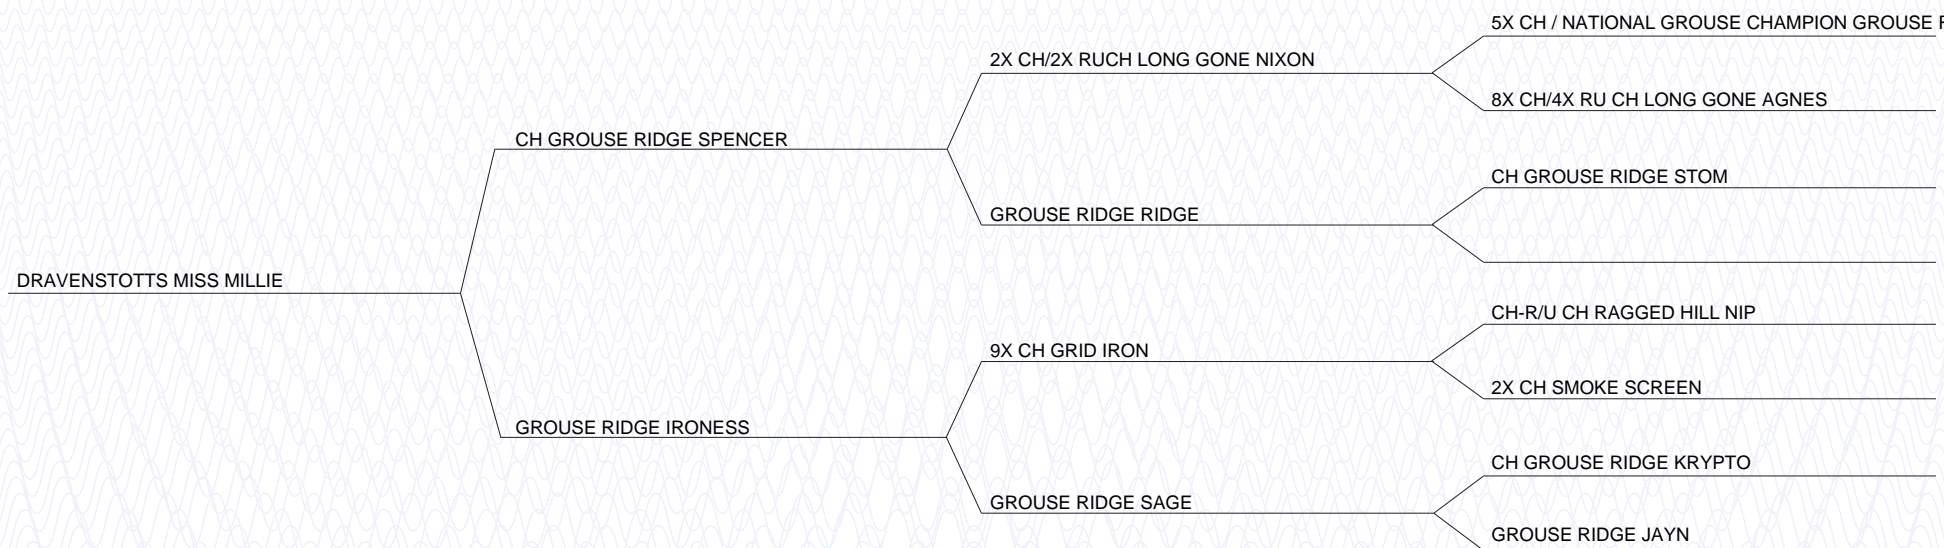 5X CH / NATIONAL GROUSE CHAMPION GROUSE
2X CH/2X RUCH LONG GONE NIXON
8X CH/4X RU CH LONG GONE AGNES
CH GROUSE RIDGE SPENCER
CH GROUSE RIDGE STOM
GROUSE RIDGE RIDGE
DRAVENSTOTTS MISS MILLIE
CH-R/U CH RAGGED HILL NIP
9X CH GRID IRON
2X CH SMOKE SCREEN
GROUSE RIDGE IRONESS
CH GROUSE RIDGE KRYPTO
GROUSE RIDGE SAGE
GROUSE RIDGE JAYN